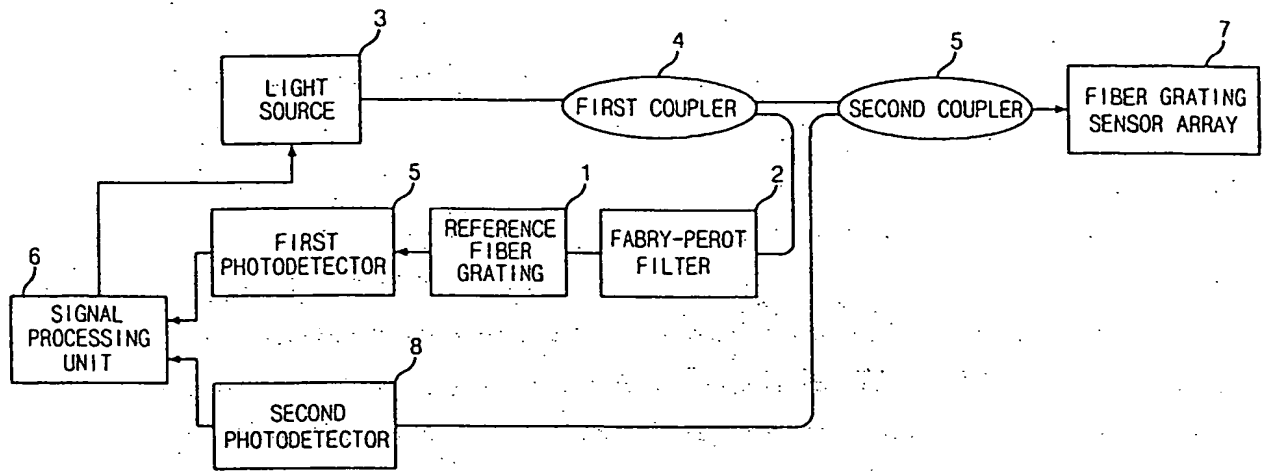 3
LIGHT
SOURCE
4
FIRST COUPLER
5
SECOND COUPLER
7
FIBER GRATING
SENSOR ARRAY
5
FIRST
PHOTODETECTOR
1
REFERENCE
FIBER
GRATING
2
FABRY-PEROT
FILTER
6
SIGNAL
PROCESSING
UNIT
8
SECOND
PHOTODETECTOR